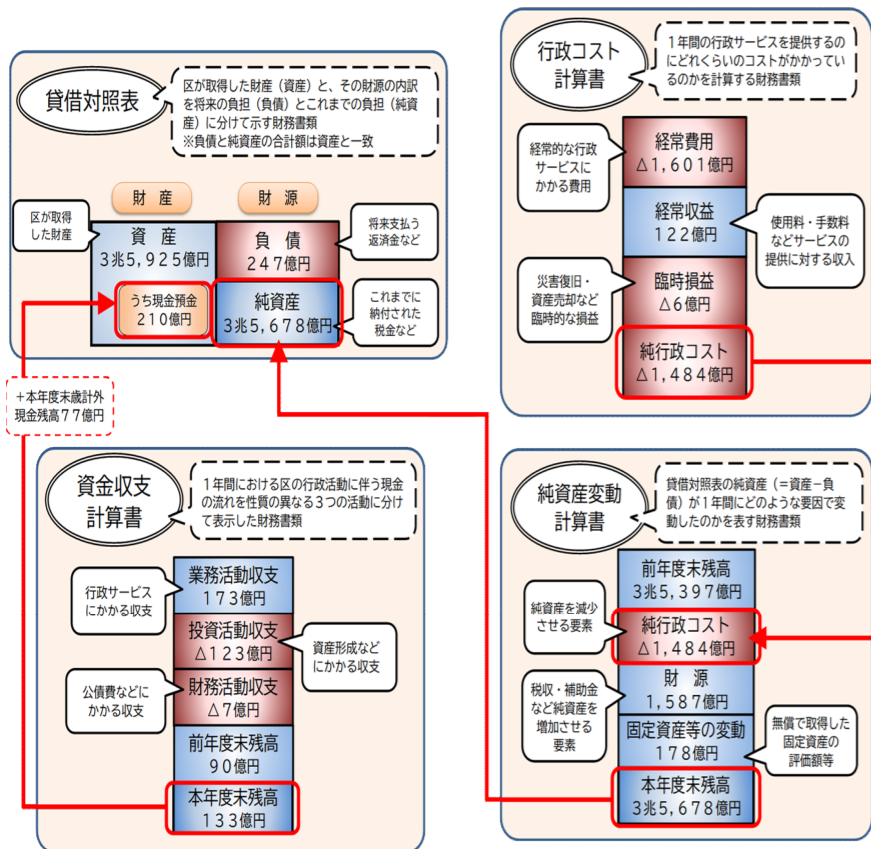 貸借対照表
区が取得した財産（資産）と、その財源の内訳
を将来の負担（負債）とこれまでの負担（純資
産）に分けて示す財務書類
※負債と純資産の合計額は資産と一致
財 産
財 源
区が取得
した財産
資 産
3兆5,925億円
うち現金預金
210億円
負 債
247億円
純資産
3兆5,678億円
将来支払う
返済金など
これまでに
納付された
税金など
＋本年度末歳計外
現金残高77億円
行政コスト
計算書
１年間の行政サービスを提供するの
にどれくらいのコストがかかってい
るのかを計算する財務書類
経常的な行政
サービスに
かかる費用
経常費用
△1,601億円
経常収益
122億円
使用料・手数料
などサービスの
提供に対する収入
災害復旧・
資産売却など
臨時的な損益
臨時損益
△6億円
純行政コスト
△1,484億円
資金収支
計算書
１年間における区の行政活動に伴う現金
の流れを性質の異なる３つの活動に分け
て表示した財務書類
行政サービス
にかかる収支
業務活動収支
173億円
投資活動収支
△123億円
資産形成など
にかかる収支
公債費などに
かかる収支
財務活動収支
△7億円
前年度末残高
90億円
本年度末残高
133億円
純資産変動
計算書
貸借対照表の純資産（＝資産－負
債）が１年間にどのような要因で変
動したのかを表す財務書類
前年度末残高
3兆5,397億円
純資産を減少
させる要素
純行政コスト
△1,484億円
税収・補助金
など純資産を
増加させる
要素
財 源
1,587億円
固定資産等の変動
178億円
無償で取得した
固定資産の
評価額等
本年度末残高
3兆5,678億円